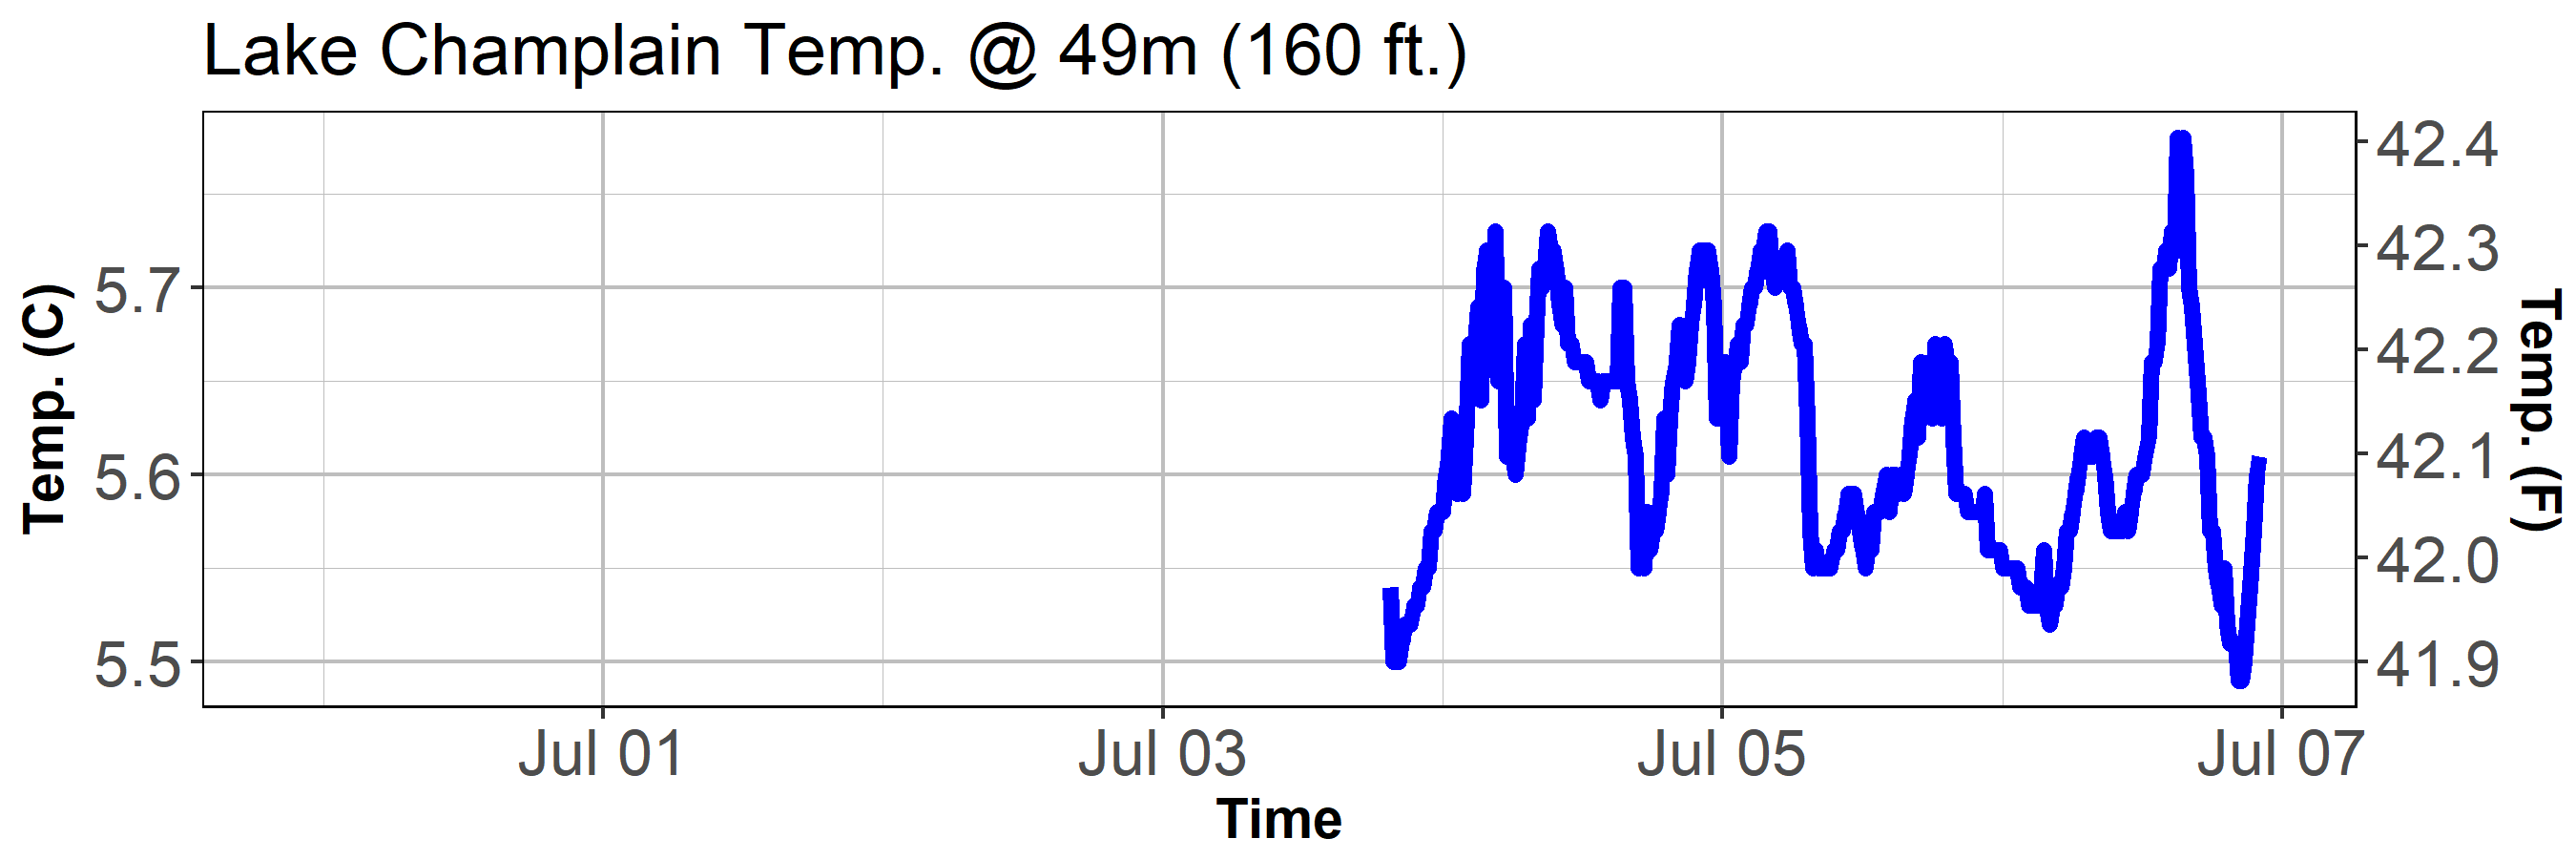 Lake Champlain Temp. @ 49m (160 ft.)
Temp. (C)
5.7
5.6
5.5
42.4
42.3
42.2
42.1
42.0
41.9
Temp. (F)
Jul 01 Jul 03 Jul 05 Jul 07
Time